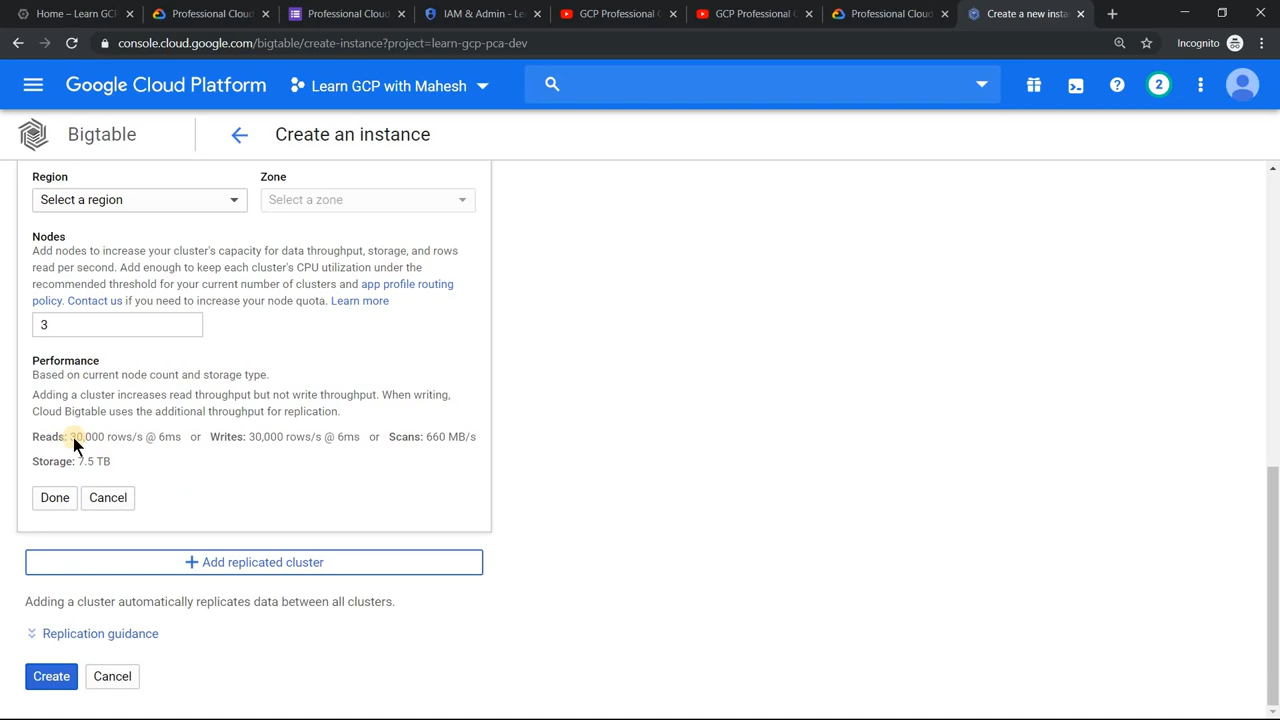 Home – Learn GCF
Professional Cloud
Professional Cloud
IAM & Admin - Le
GCP Professional C
GCP Professional
Professional Cloud
Create a new insta
console.cloud.google.com/bigtable/create-instance?project=learn-gcp-pca-dev
Incognito
Google Cloud Platform
Learn GCP with Mahesh
2
Bigtable
Create an instance
Region
Zone
Select a region
Select a zone
Nodes
Add nodes to increase your cluster's capacity for data throughput, storage, and rows
read per second. Add enough to keep each cluster's CPU utilization under the
recommended threshold for your current number of clusters and app profile routing
policy. Contact us if you need to increase your node quota. Learn more
3
Performance
Based on current node count and storage type.
Adding a cluster increases read throughput but not write throughput. When writing,
Cloud Bigtable uses the additional throughput for replication.
Reads: 30,000 rows/s @ 6ms or Writes: 30,000 rows/s @ 6ms or Scans: 660 MB/s
Storage: 7.5 TB
Done
Cancel
+ Add replicated cluster
Adding a cluster automatically replicates data between all clusters.
Replication guidance
Create
Cancel